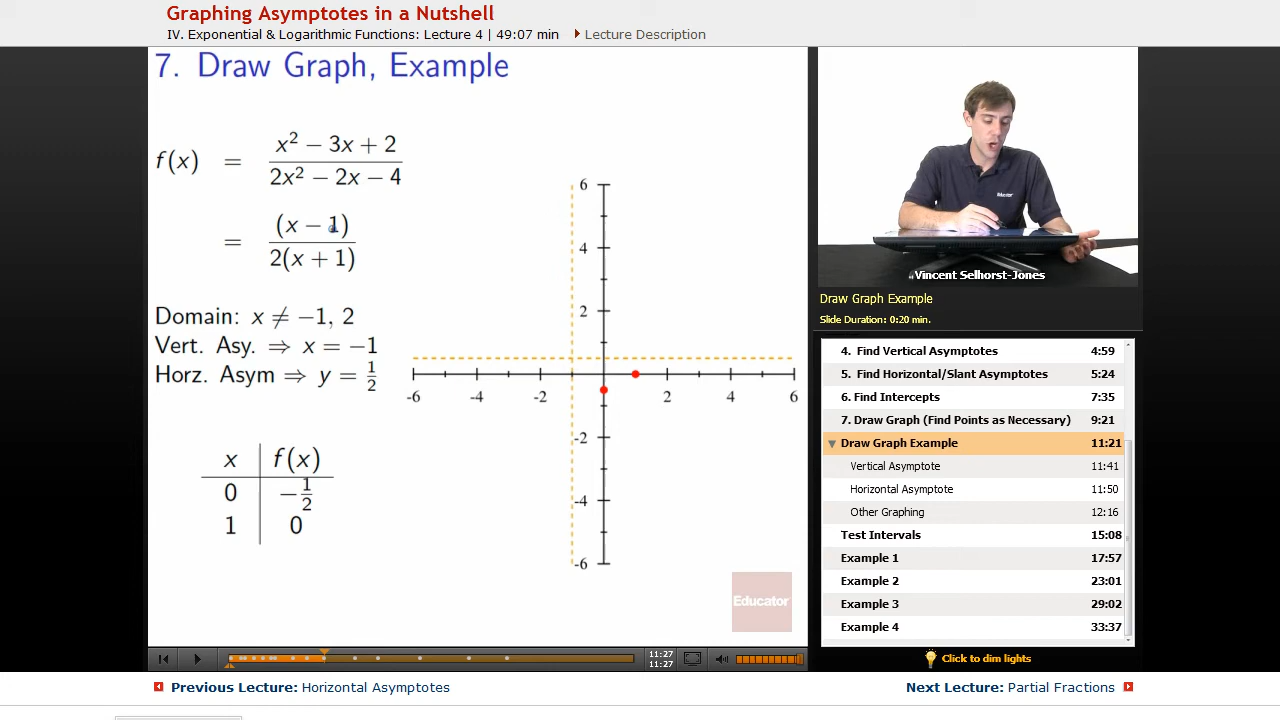 Graphing Asymptotes in a Nutshell
IV. Exponential & Logarithmic Functions: Lecture 4 | 49:07 min Lecture Description
7. Draw Graph, Example
f(x) = x² − 3x + 2 / 2x² − 2x − 4
= (x − 1) / 2(x + 1)
Domain: x ≠ −1, 2
Vert. Asy. ⇒ x = −1
Horz. Asym ⇒ y = 1/2
x f(x)
0 −1/2
1 0
6
4
2
-6 -4 -2 2 4 6
-2
-4
-6
Educator
Vincent Selhorst-Jones
Draw Graph Example
Slide Duration: 0:20 min.
4. Find Vertical Asymptotes 4:59
5. Find Horizontal/Slant Asymptotes 5:24
6. Find Intercepts 7:35
7. Draw Graph (Find Points as Necessary) 9:21
Draw Graph Example 11:21
Vertical Asymptote 11:41
Horizontal Asymptote 11:50
Other Graphing 12:16
Test Intervals 15:08
Example 1 17:57
Example 2 23:01
Example 3 29:02
Example 4 33:37
11:27
11:27
Click to dim lights
Previous Lecture: Horizontal Asymptotes
Next Lecture: Partial Fractions